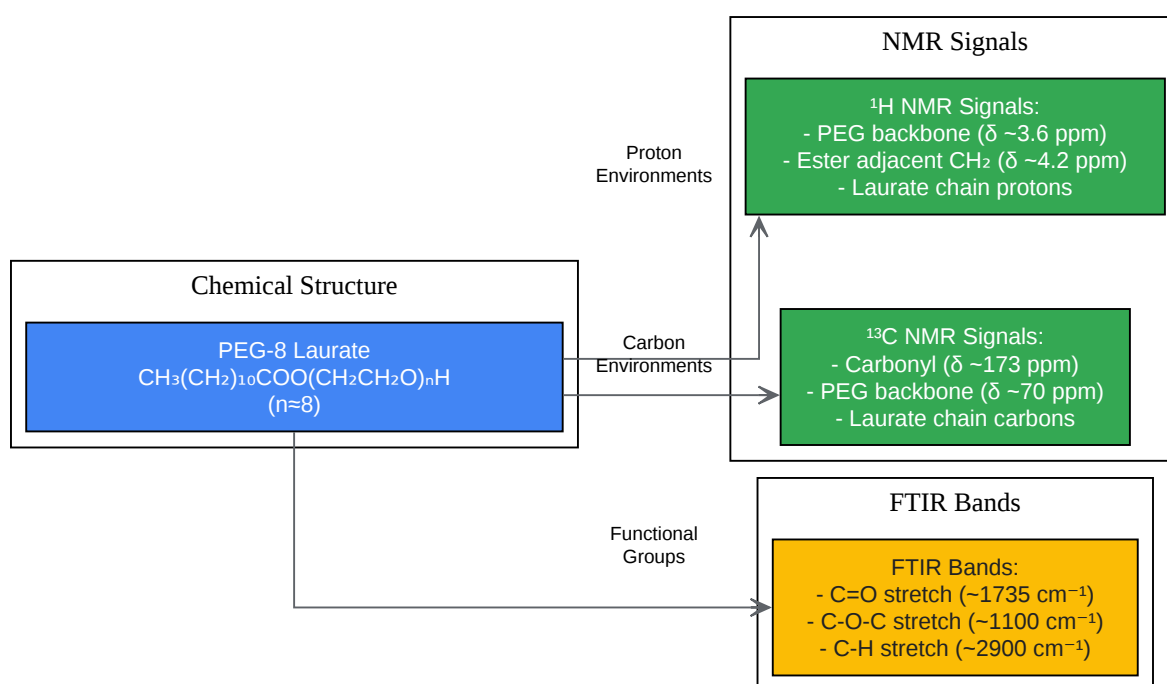 NMR Signals
¹H NMR Signals:
- PEG backbone (δ ~3.6 ppm)
- Ester adjacent CH₂ (δ ~4.2 ppm)
- Laurate chain protons
Proton
Environments
Chemical Structure
PEG-8 Laurate
CH₃(CH₂)₁₀COO(CH₂CH₂O)ₙH
(n≈8)
Carbon
Environments
¹³C NMR Signals:
- Carbonyl (δ ~173 ppm)
- PEG backbone (δ ~70 ppm)
- Laurate chain carbons
Functional
Groups
FTIR Bands
FTIR Bands:
- C=O stretch (~1735 cm⁻¹)
- C-O-C stretch (~1100 cm⁻¹)
- C-H stretch (~2900 cm⁻¹)